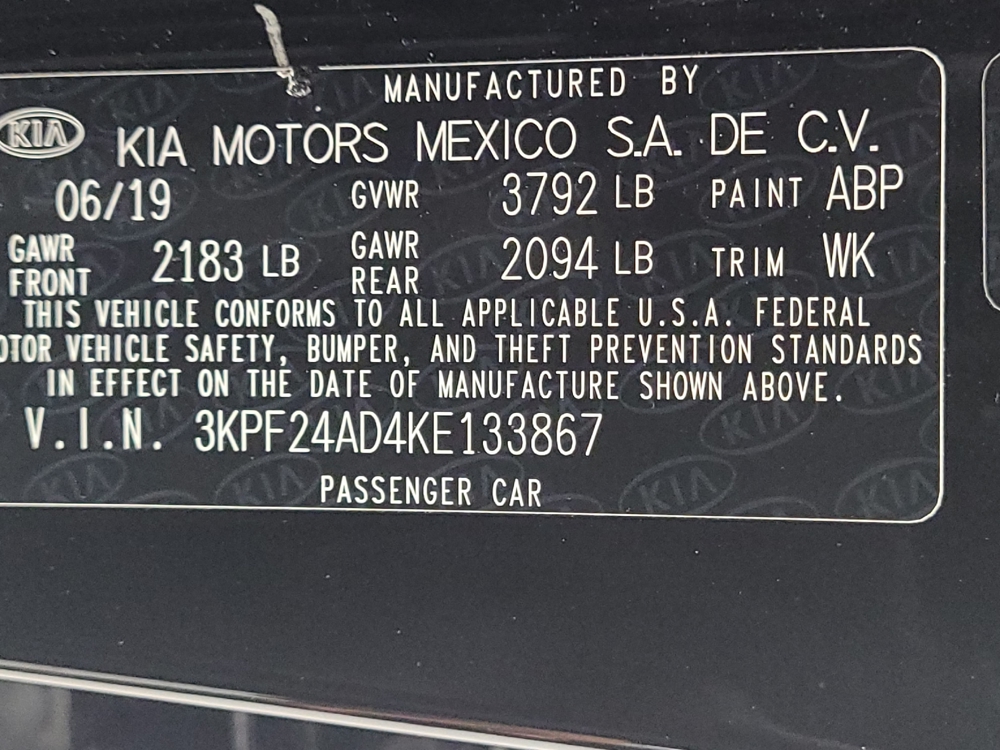 MANUFACTURED BY
KIA KIA MOTORS MEXICO S.A. DE C.V.
06/19 GVWR 3792 LB PAINT ABP
GAWR FRONT 2183 LB GAWR REAR 2094 LB TRIM WK
THIS VEHICLE CONFORMS TO ALL APPLICABLE U.S.A. FEDERAL
OTOR VEHICLE SAFETY, BUMPER, AND THEFT PREVENTION STANDARDS
IN EFFECT ON THE DATE OF MANUFACTURE SHOWN ABOVE.
V.I.N. 3KPF24AD4KE133867
PASSENGER CAR